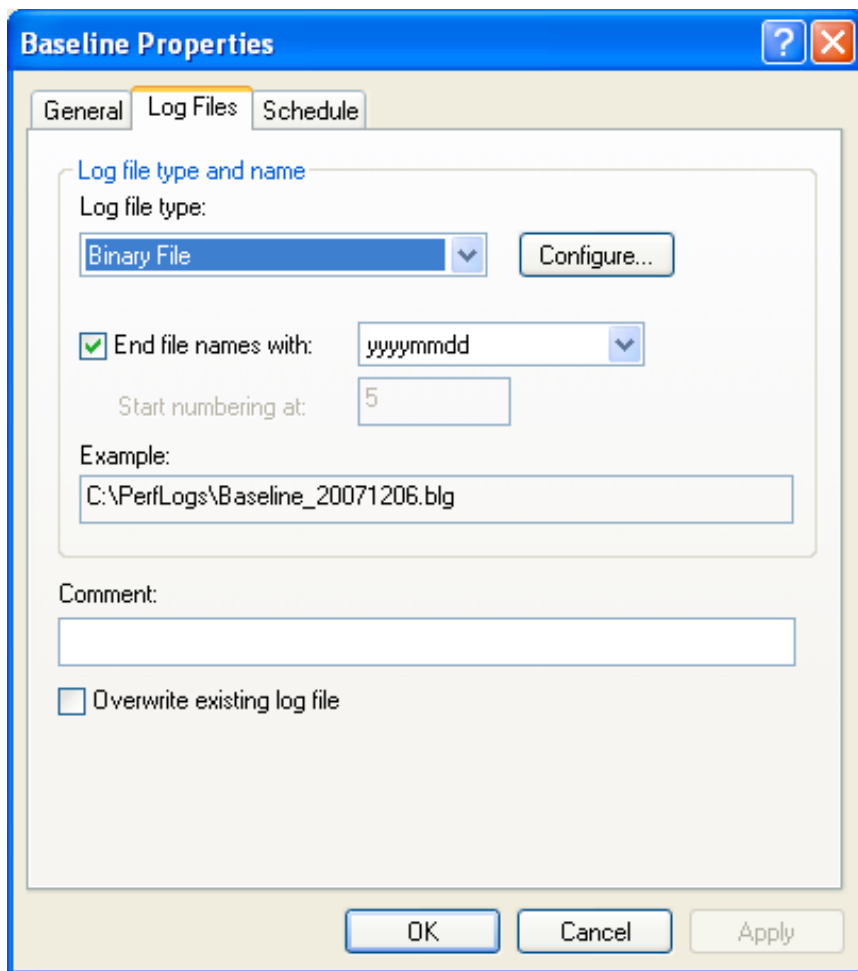 Baseline Properties
General Log Files Schedule
Log file type and name
Log file type:
Binary File Configure...
End file names with: yyyymmdd
Start numbering at: 5
Example:
C:\PerfLogs\Baseline_20071206.blg
Comment:
Overwrite existing log file
OK Cancel Apply